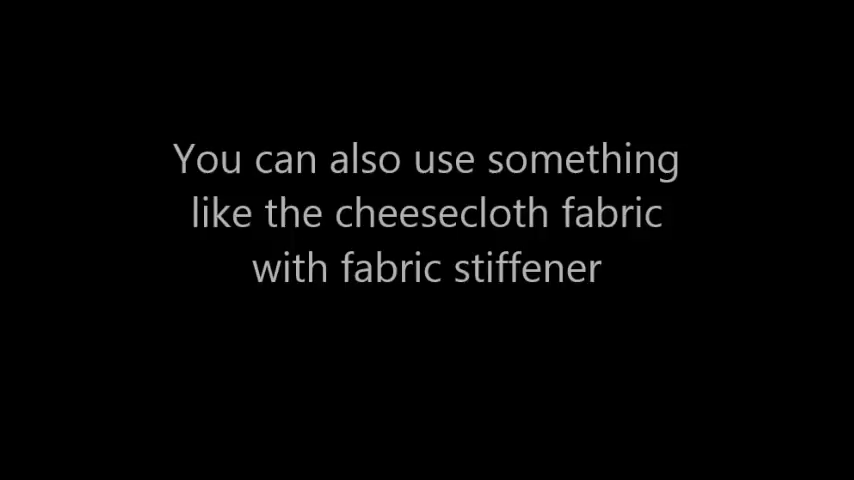 You can also use something
like the cheesecloth fabric
with fabric stiffener